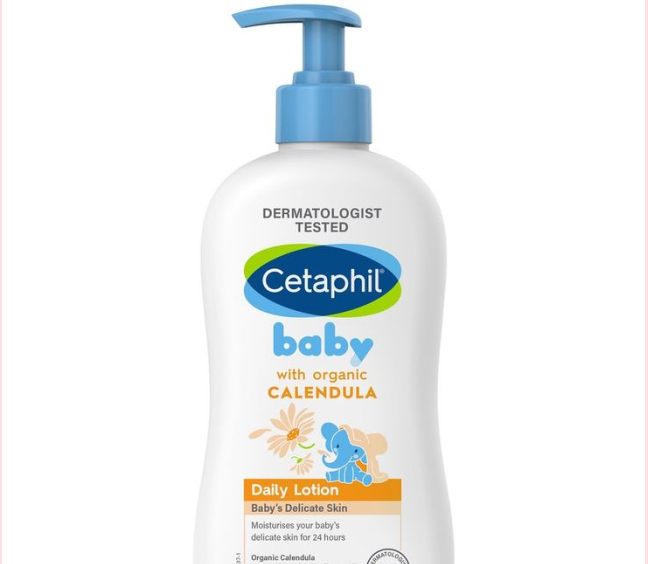 DERMATOLOGIST
TESTED
Cetaphil®
baby
with organic
CALENDULA
Daily Lotion
Baby's Delicate Skin
Moisturises your baby's
delicate skin for 24 hours
Organic Calendula
DERMATOLOGIS